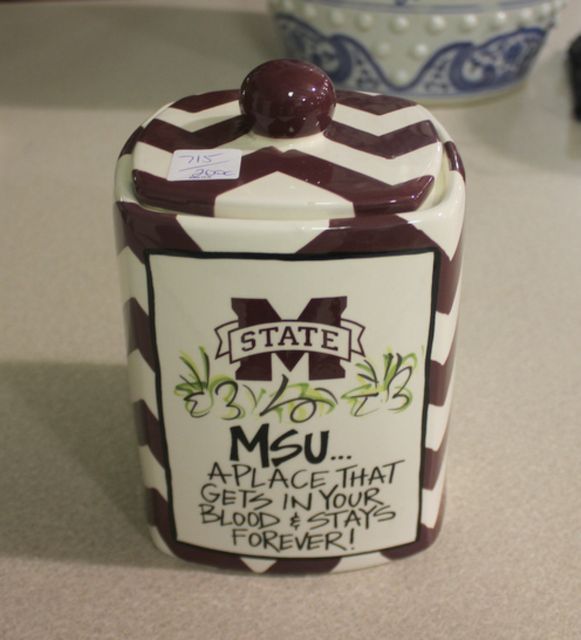 715
STATE
MSU...
A PLACE THAT
GETS IN YOUR
BLOOD & STAYS
FOREVER!